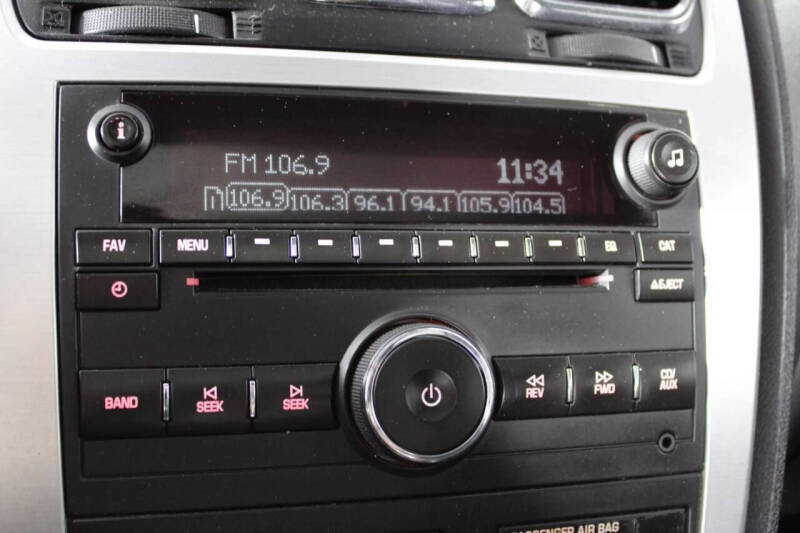 i
FM 106.9 11:34
106.9 106.3 96.1 94.1 105.9 104.5
FAV MENU EQ CAT
EJECT
BAND SEEK SEEK REV FWD CD/
AUX
PASSENGER AIR BAG